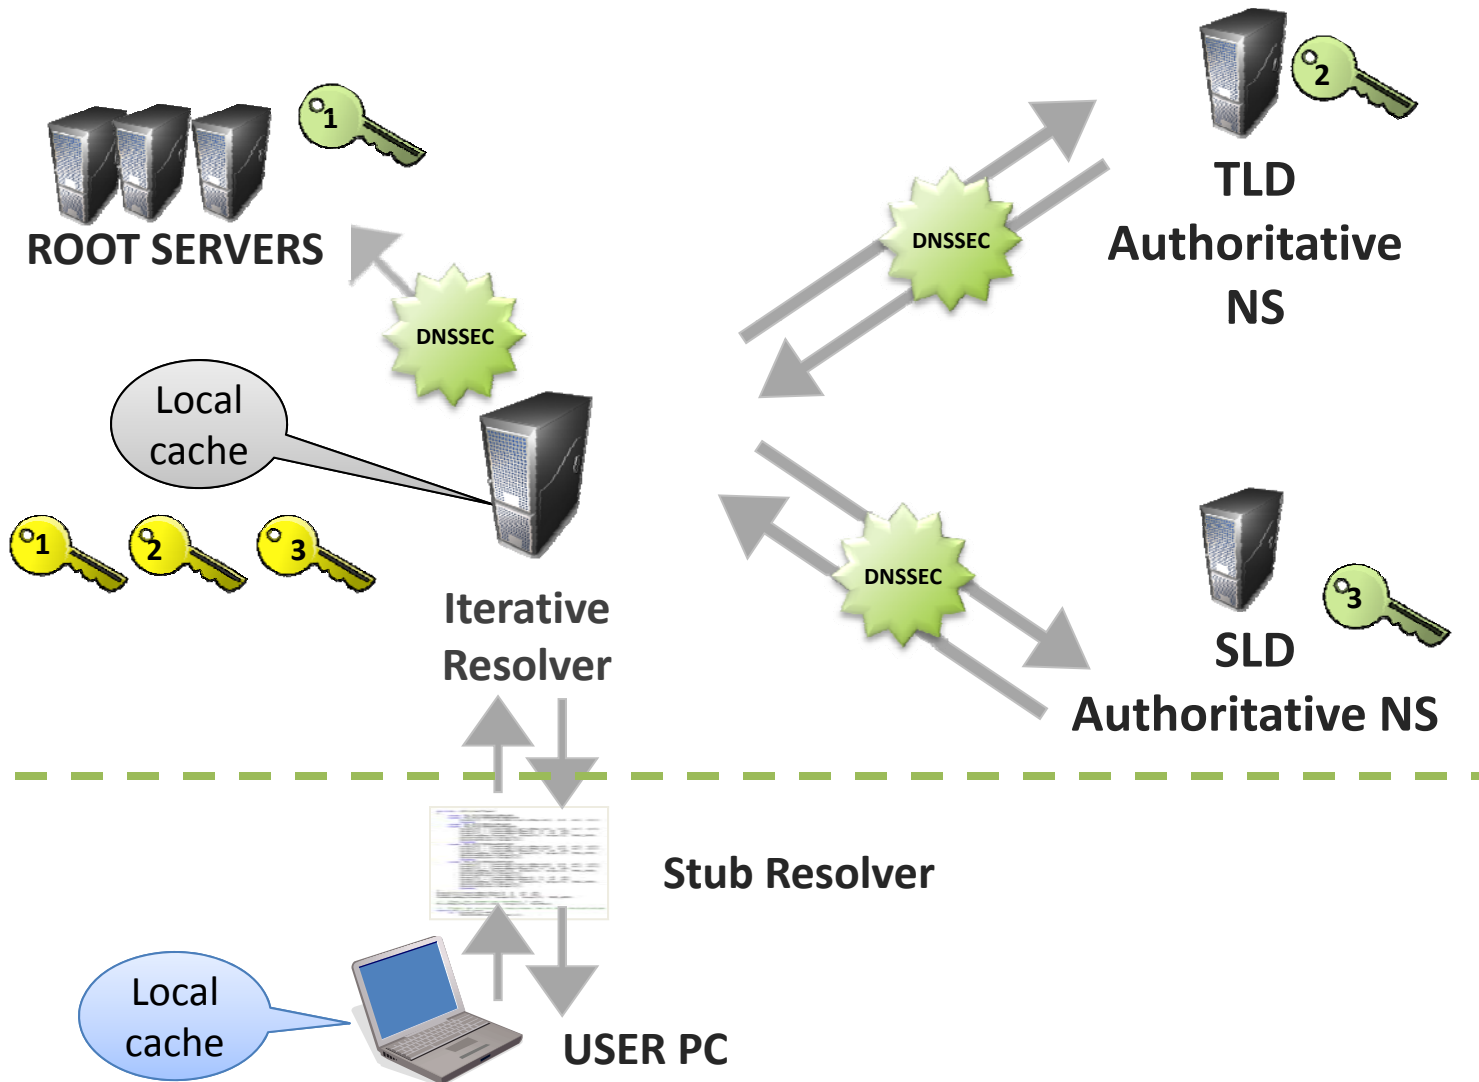 1
2
ROOT SERVERS
TLD
Authoritative
NS
DNSSEC
DNSSEC
Local
cache
1
2
3
Iterative
Resolver
DNSSEC
3
SLD
Authoritative NS
Stub Resolver
Local
cache
USER PC